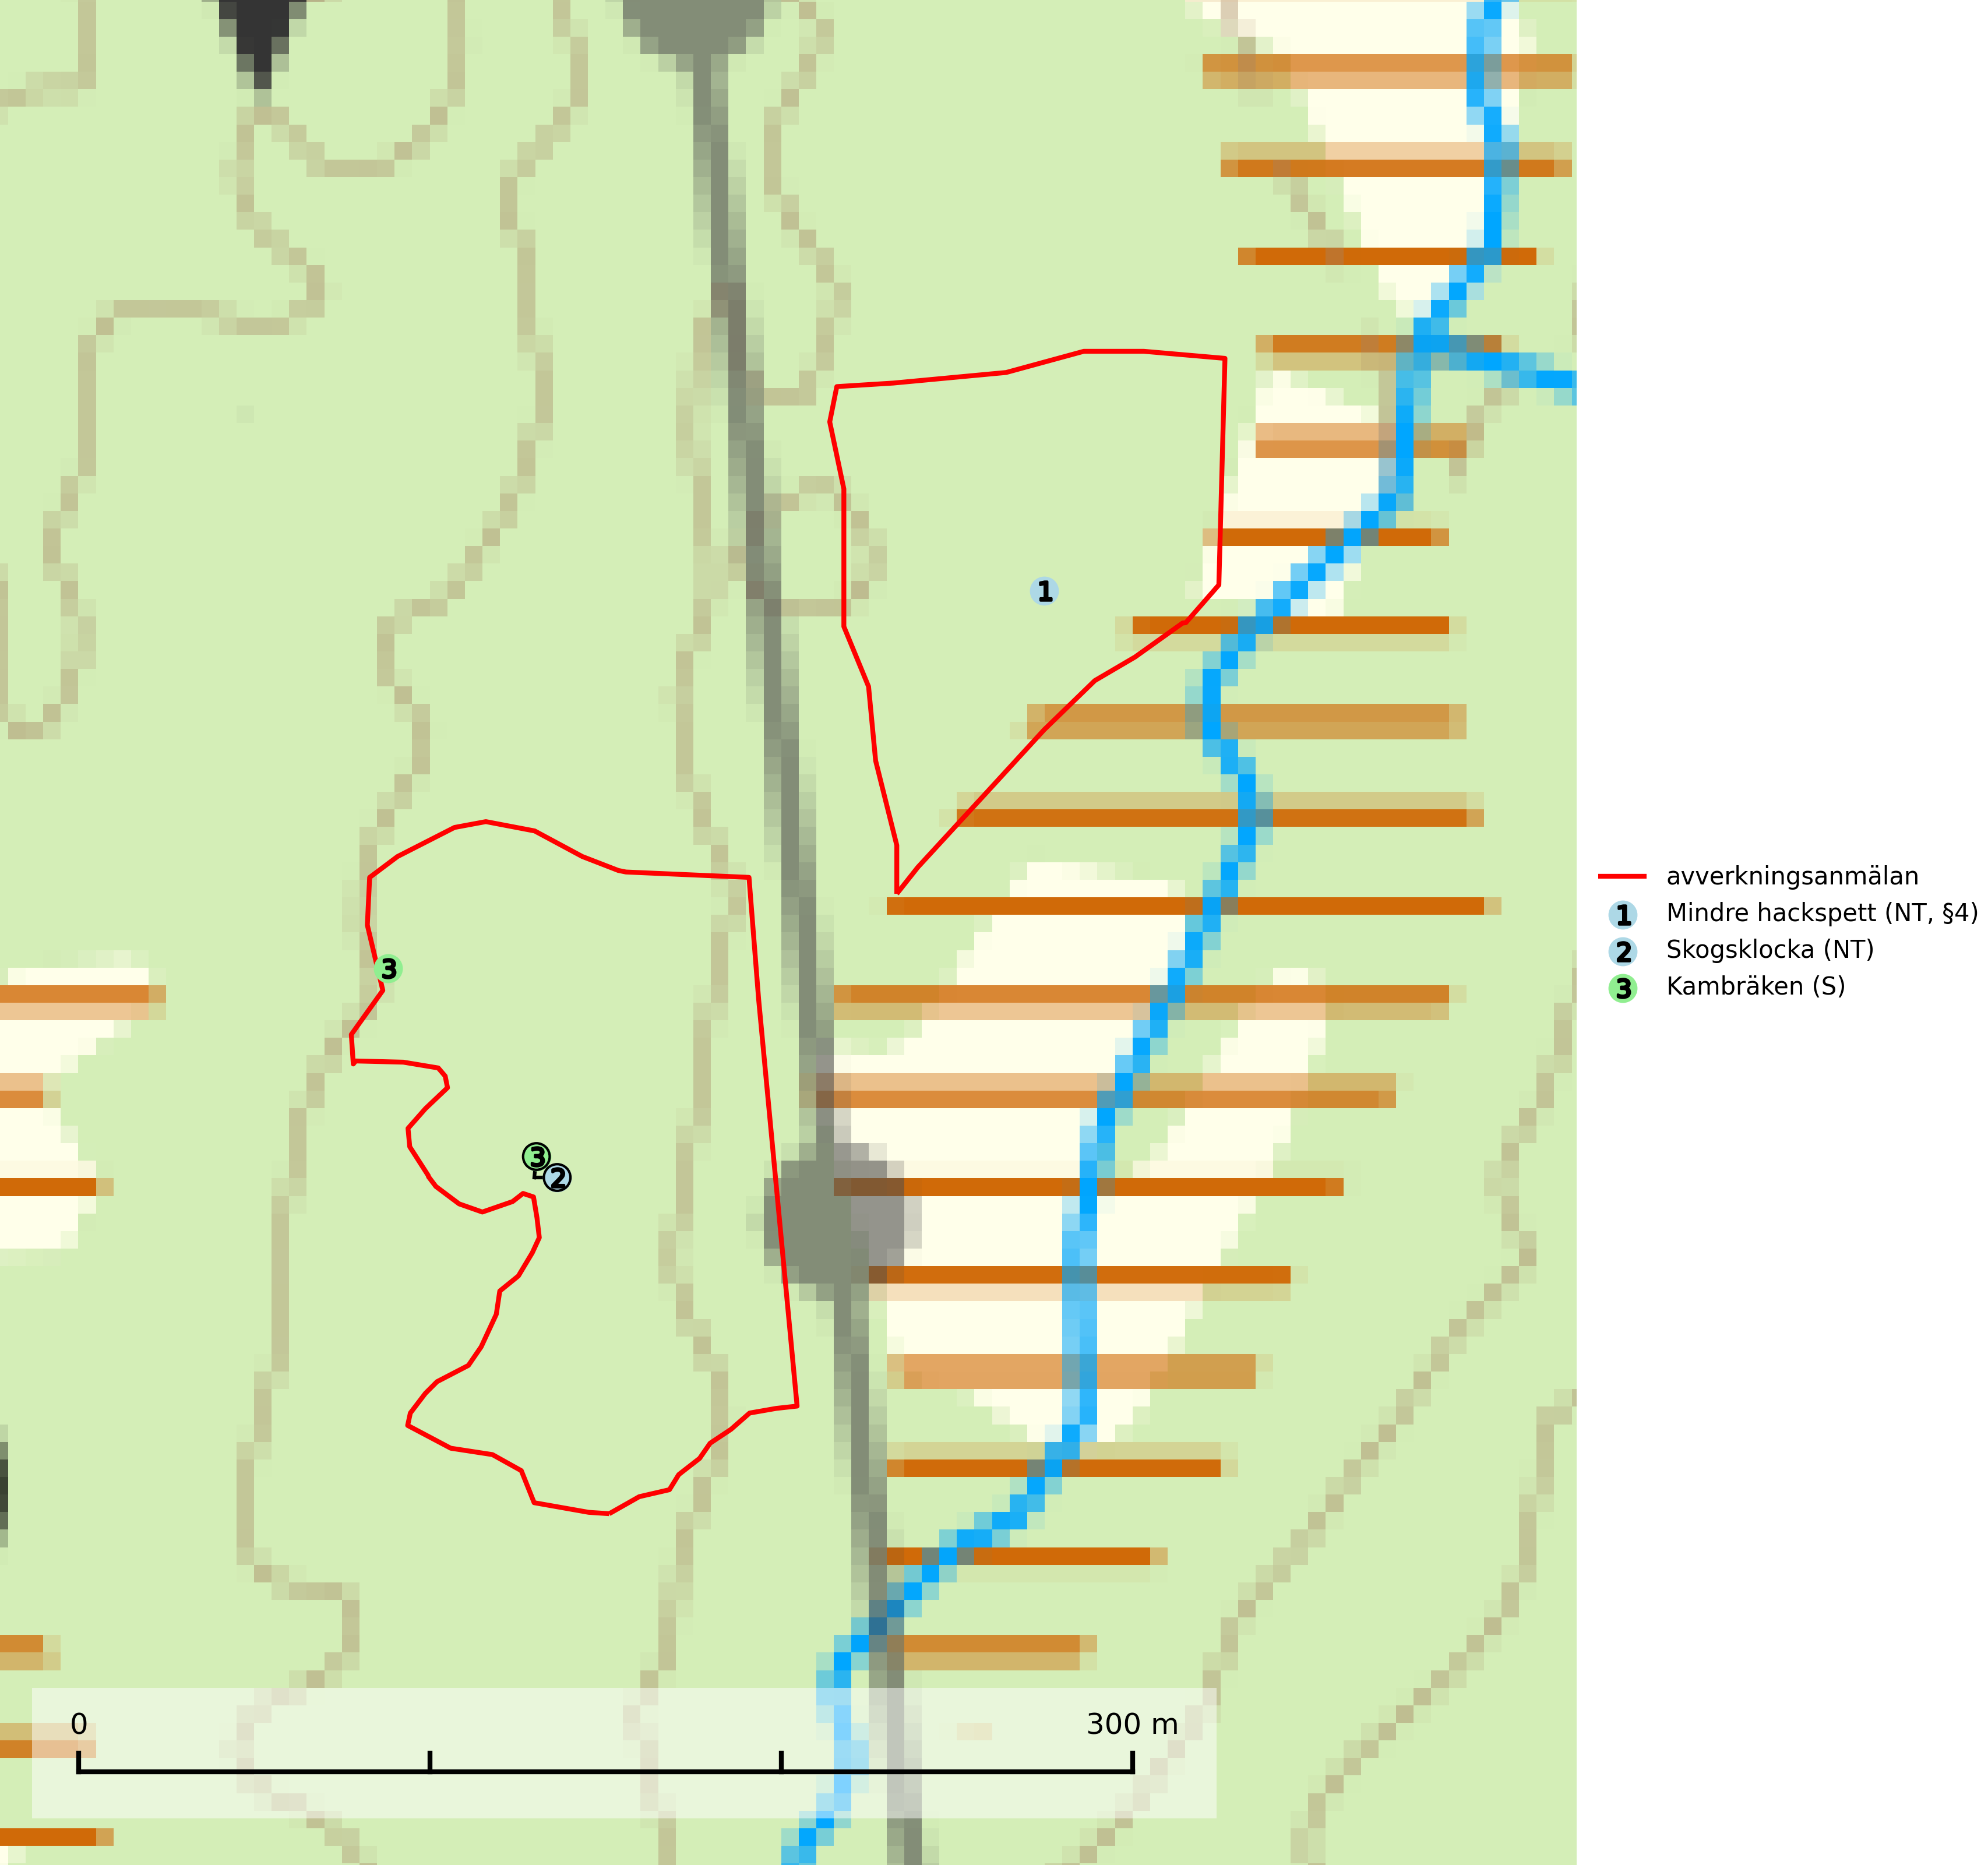 1
3
3
2
avverkningsanmälan
1 Mindre hackspett (NT, §4)
2 Skogsklocka (NT)
3 Kambräken (S)
0 300 m